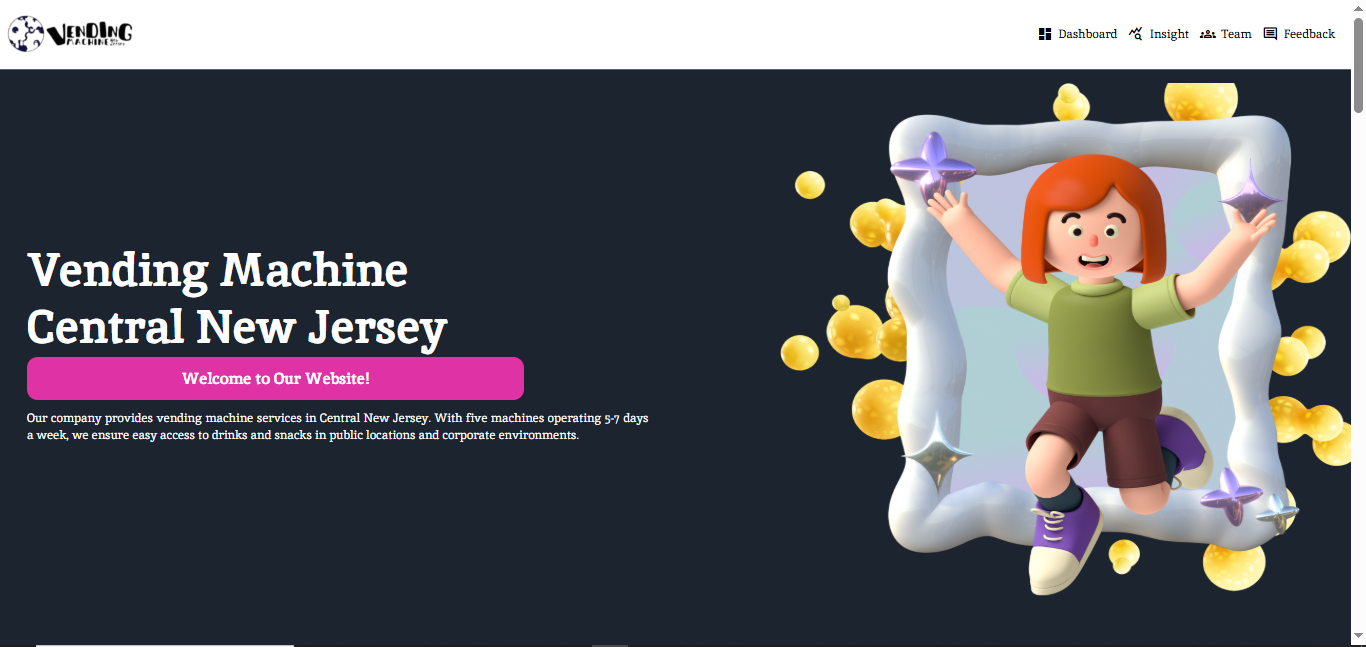 VENDING
MACHINE
Dashboard Insight Team Feedback
Vending Machine
Central New Jersey
Welcome to Our Website!
Our company provides vending machine services in Central New Jersey. With five machines operating 5-7 days
a week, we ensure easy access to drinks and snacks in public locations and corporate environments.